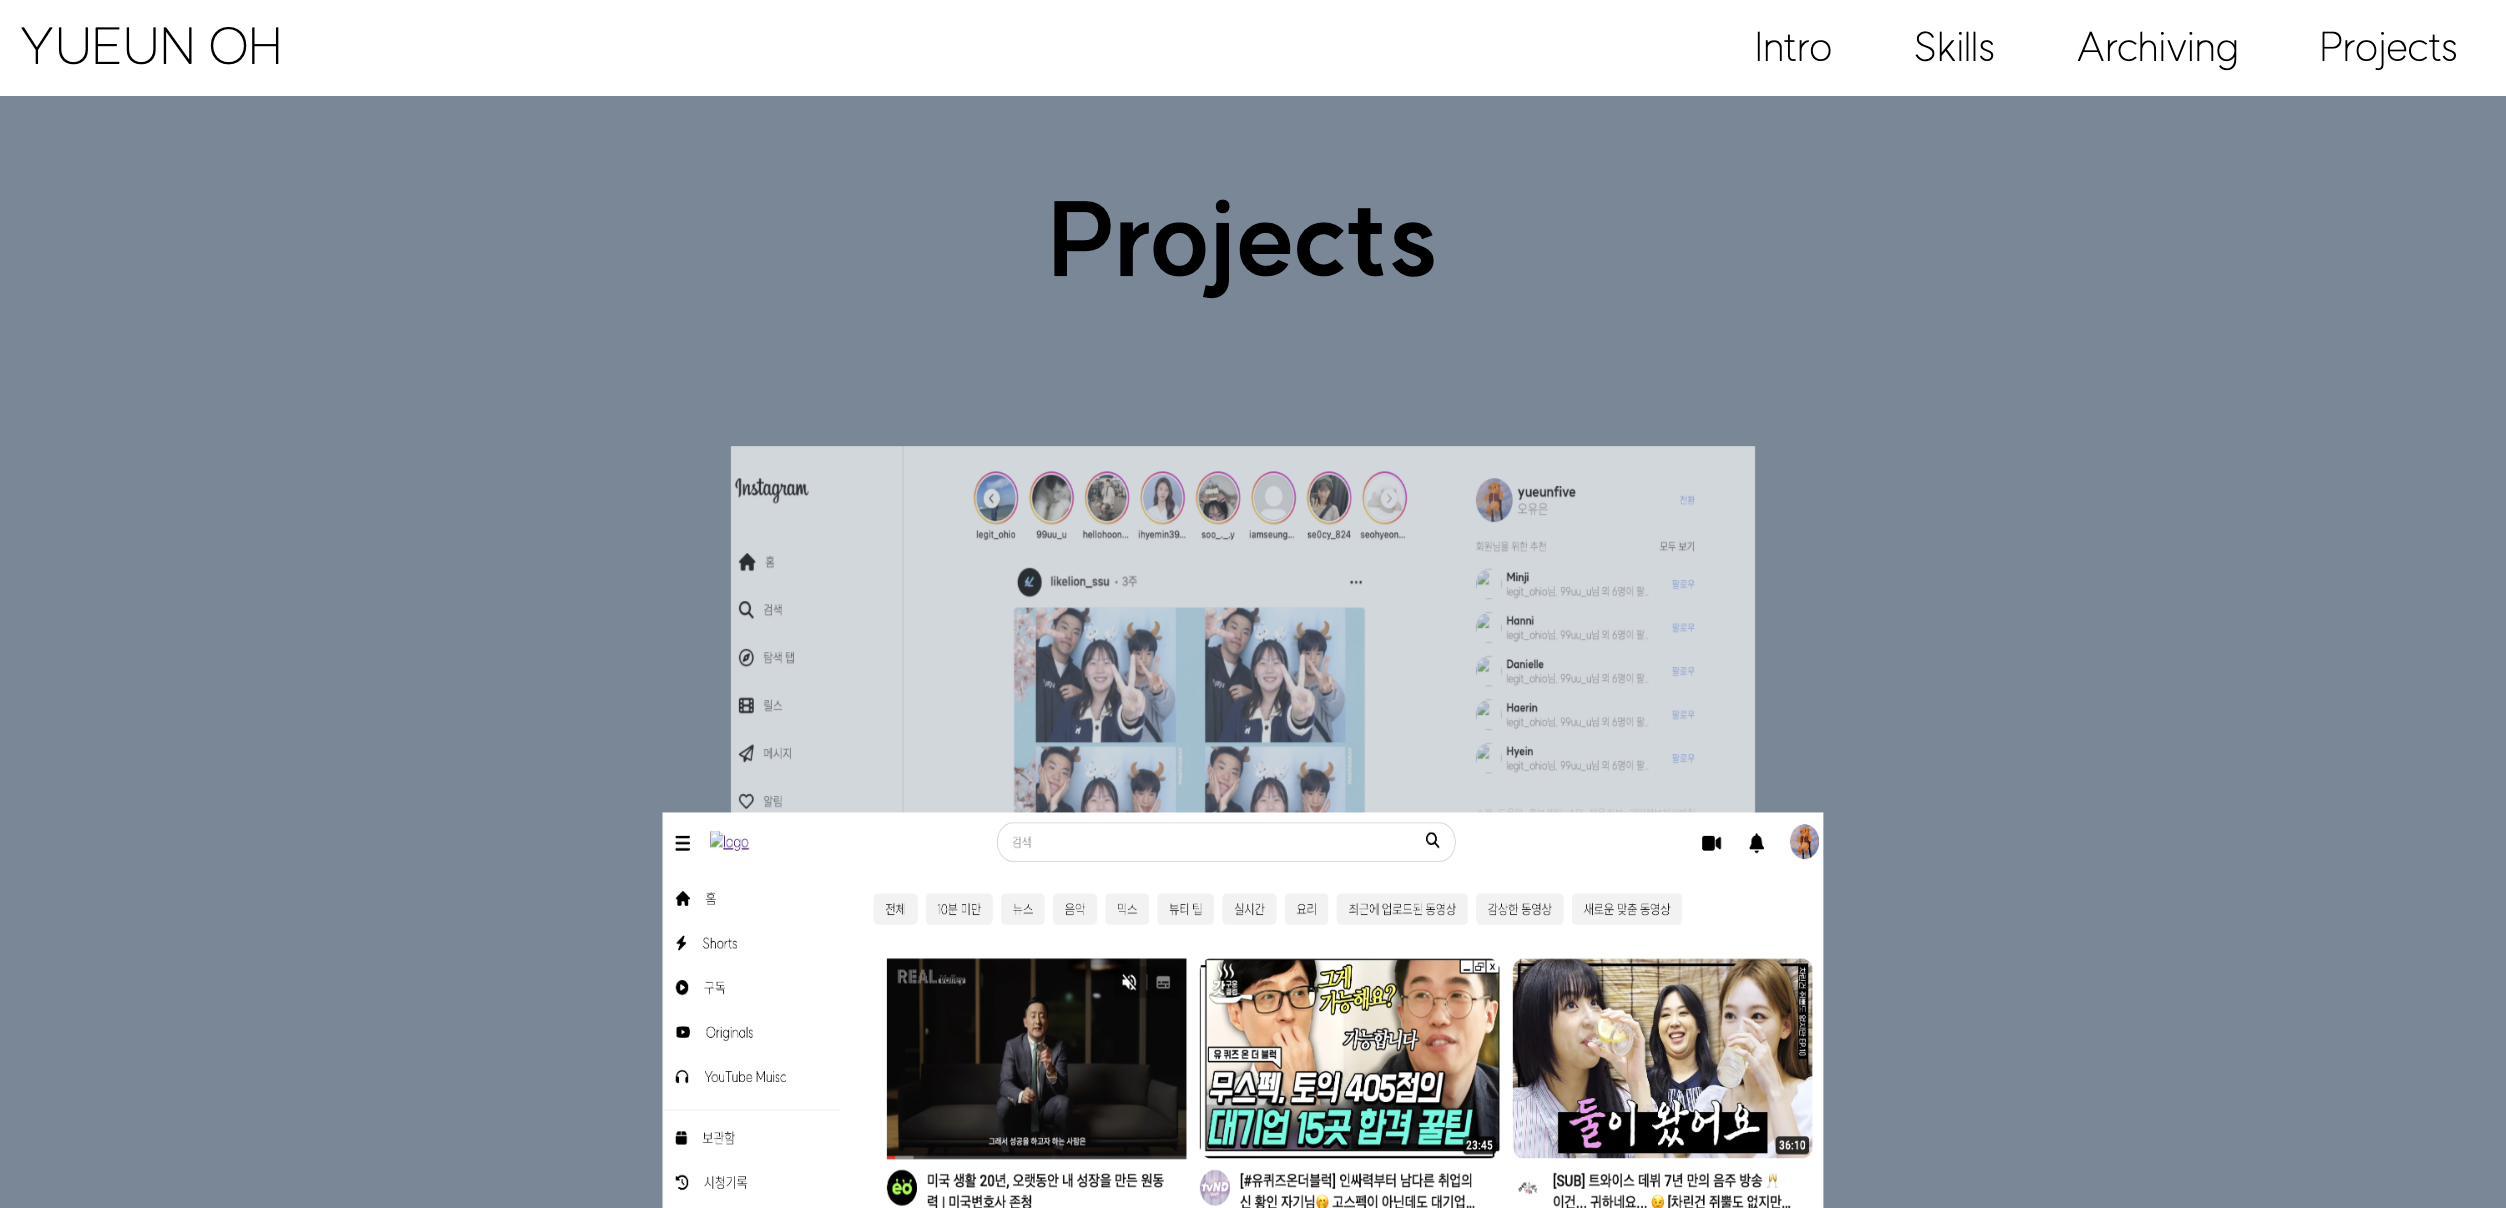 YUEUN OH
Intro
Skills
Archiving
Projects
Projects
Instagram
legit_ohio
99uu_u
hellohoon...
ihyemin39...
soo_._.y
iamseung...
se0cy_824
seohyeon...
yueunfive
오유은
전환
회원님을 위한 추천
모두 보기
홈
검색
탐색 탭
릴스
메시지
알림
likelion_ssu • 3주
Minji
legit_ohio님, 99uu_u님 외 6명이 팔..
팔로우
Hanni
legit_ohio님, 99uu_u님 외 6명이 팔..
팔로우
Danielle
legit_ohio님, 99uu_u님 외 6명이 팔..
팔로우
Haerin
legit_ohio님, 99uu_u님 외 6명이 팔..
팔로우
Hyein
legit_ohio님, 99uu_u님 외 6명이 팔..
팔로우
logo
검색
홈
Shorts
구독
Originals
YouTube Muisc
보관함
시청기록
전체
10분 미만
뉴스
음악
믹스
뷰티 팁
실시간
요리
최근에 업로드된 동영상
감상한 동영상
새로운 맞춤 동영상
REAL Valley
그래서 성공을 하고자 하는 사람은
그게
가능해요?
가능합니다
유 퀴즈 온 더 블럭
무스펙, 토익 405점의
대기업 15곳 합격 꿀팁
23:45
둘이 왔어요
36:10
eo
미국 생활 20년, 오랫동안 내 성장을 만든 원동
력 | 미국변호사 존청
tvND
[#유퀴즈온더블럭] 인싸력부터 남다른 취업의
신 황인 자기님🤭 고스펙이 아닌데도 대기업...
[SUB] 트와이스 데뷔 7년 만의 음주 방송 🥂
이건... 귀하네요... 😉 [차린건 쥐뿔도 없지만...